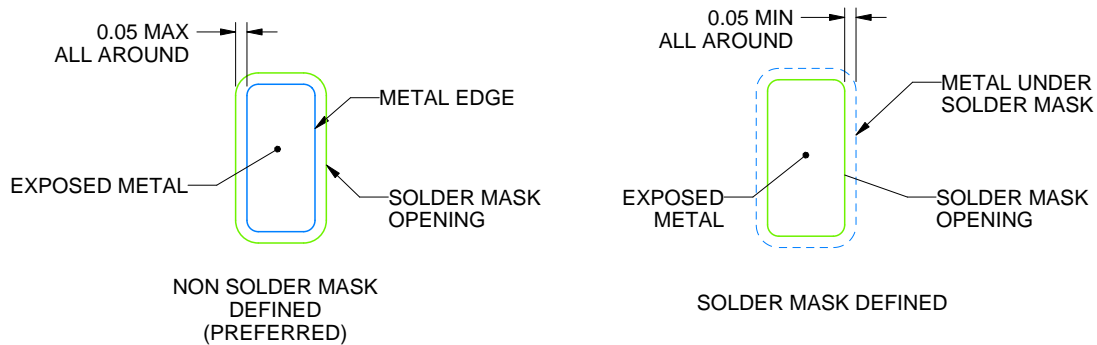 0.05 MAX
ALL AROUND
METAL EDGE
EXPOSED METAL
SOLDER MASK
OPENING
NON SOLDER MASK
DEFINED
(PREFERRED)
0.05 MIN
ALL AROUND
METAL UNDER
SOLDER MASK
EXPOSED
METAL
SOLDER MASK
OPENING
SOLDER MASK DEFINED